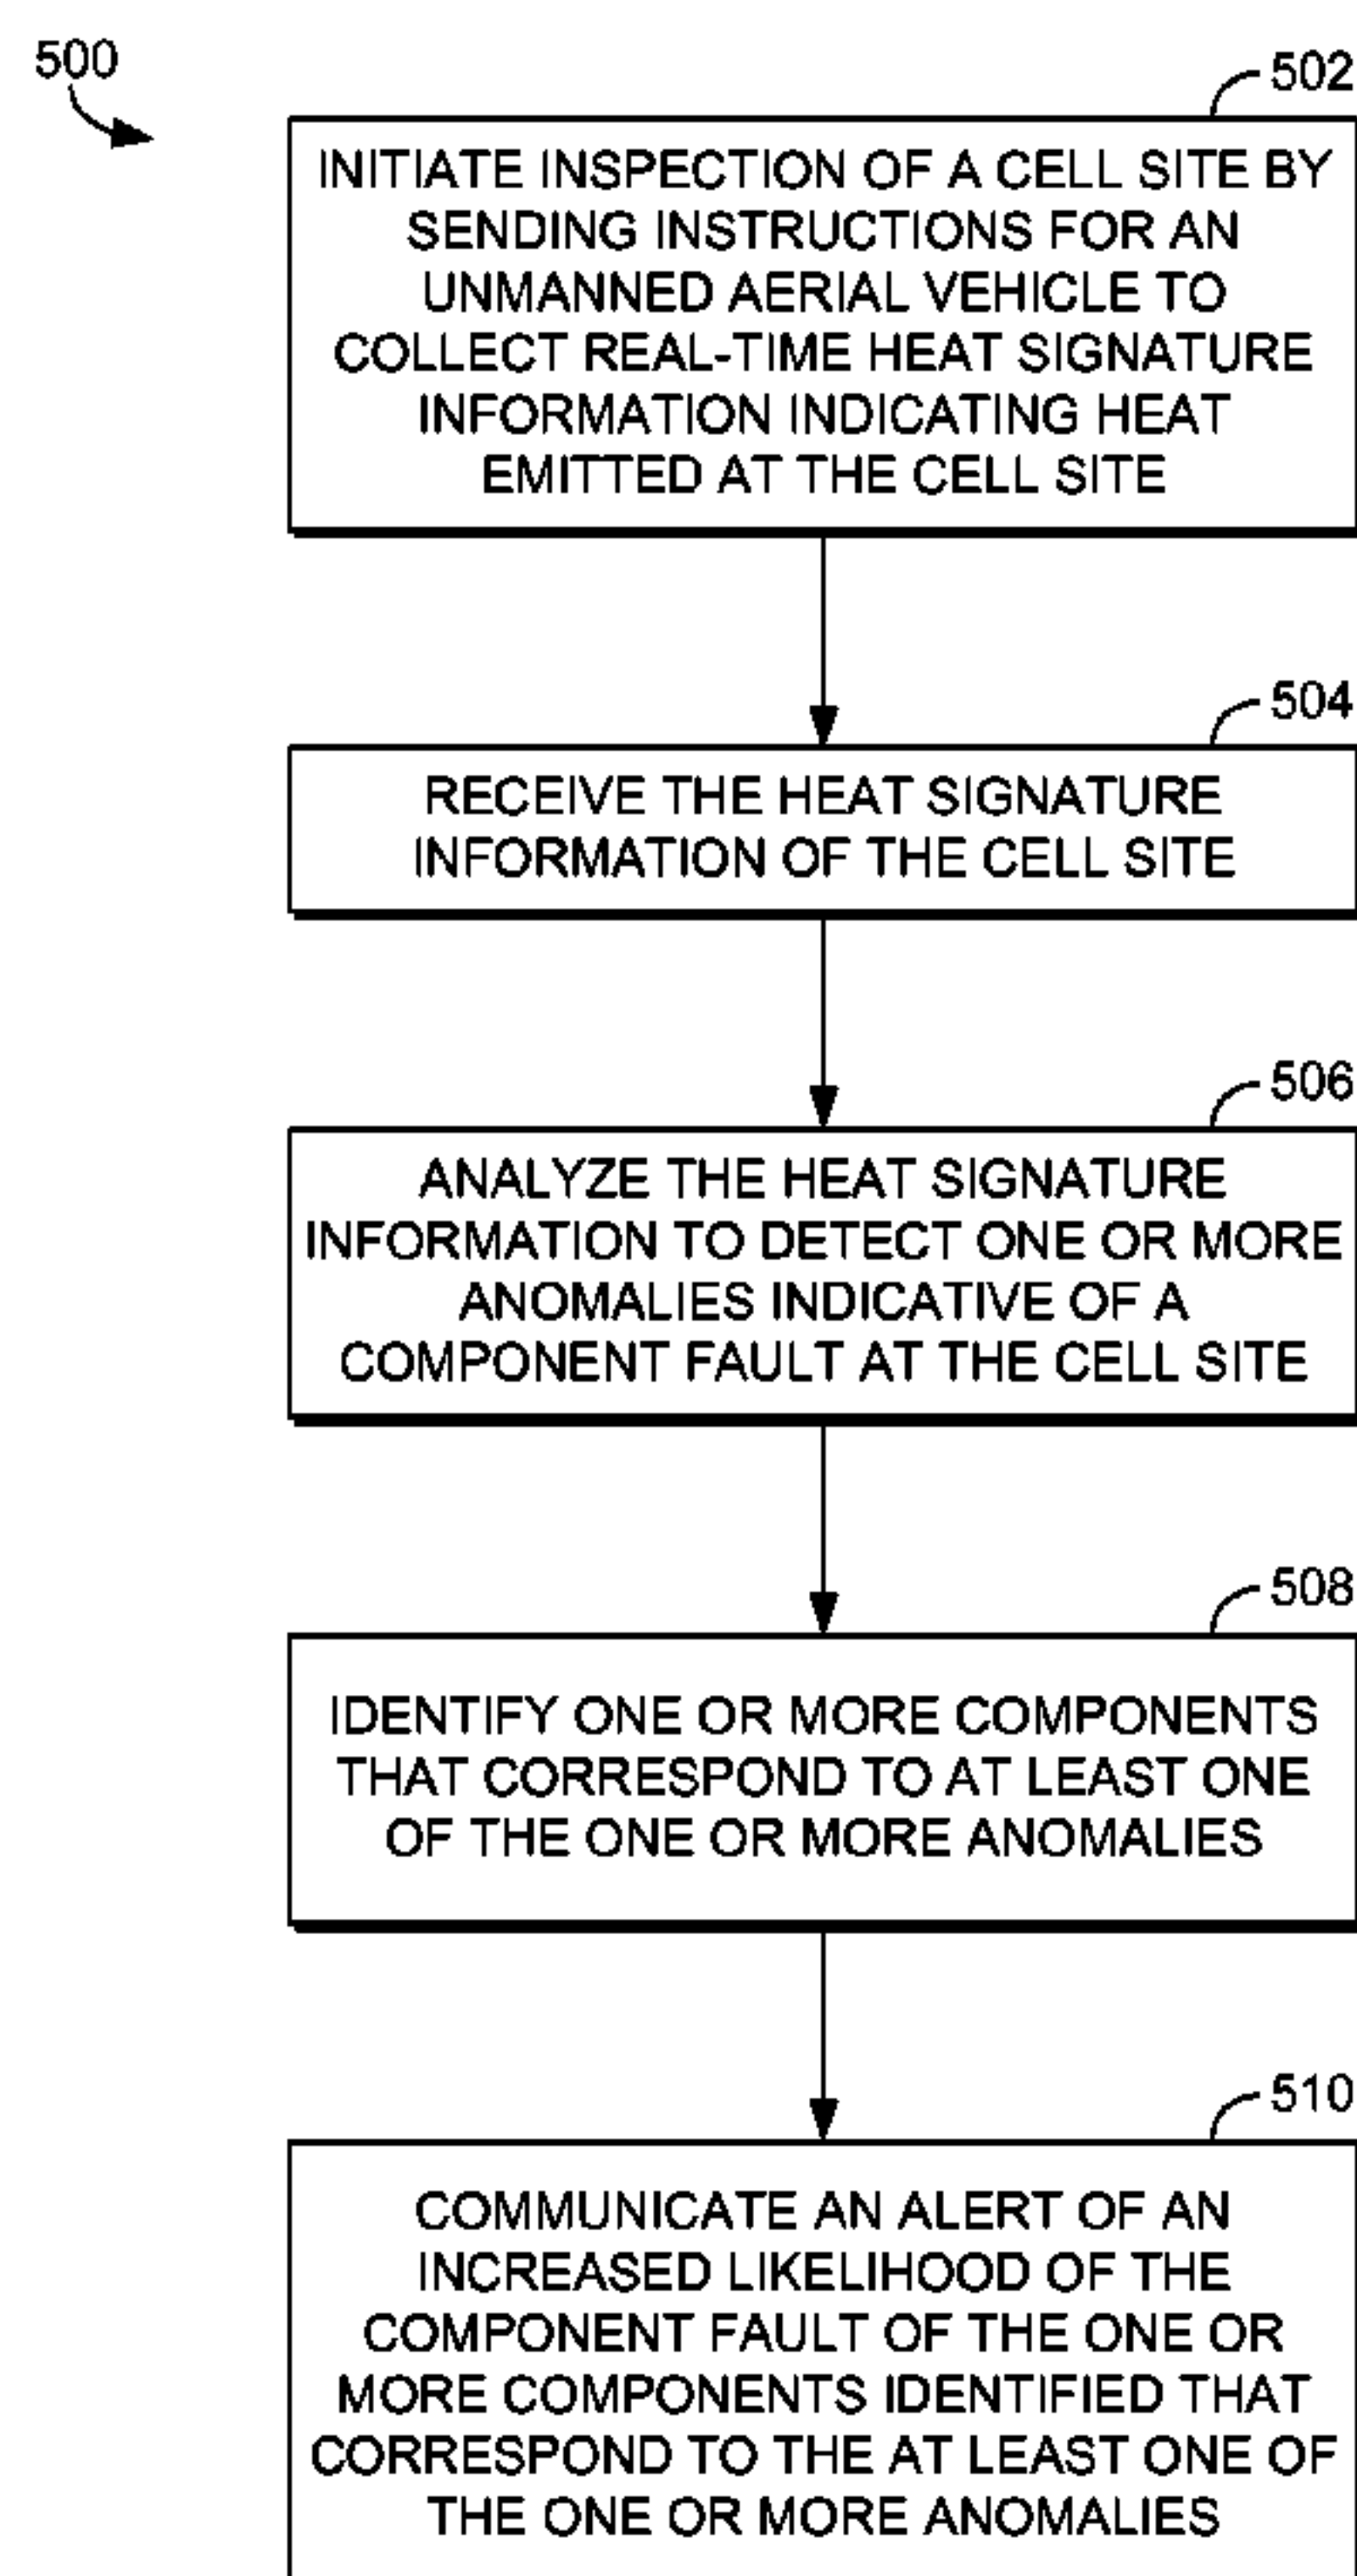 500
502
INITIATE INSPECTION OF A CELL SITE BY
SENDING INSTRUCTIONS FOR AN
UNMANNED AERIAL VEHICLE TO
COLLECT REAL-TIME HEAT SIGNATURE
INFORMATION INDICATING HEAT
EMITTED AT THE CELL SITE
504
RECEIVE THE HEAT SIGNATURE
INFORMATION OF THE CELL SITE
506
ANALYZE THE HEAT SIGNATURE
INFORMATION TO DETECT ONE OR MORE
ANOMALIES INDICATIVE OF A
COMPONENT FAULT AT THE CELL SITE
508
IDENTIFY ONE OR MORE COMPONENTS
THAT CORRESPOND TO AT LEAST ONE
OF THE ONE OR MORE ANOMALIES
510
COMMUNICATE AN ALERT OF AN
INCREASED LIKELIHOOD OF THE
COMPONENT FAULT OF THE ONE OR
MORE COMPONENTS IDENTIFIED THAT
CORRESPOND TO THE AT LEAST ONE OF
THE ONE OR MORE ANOMALIES